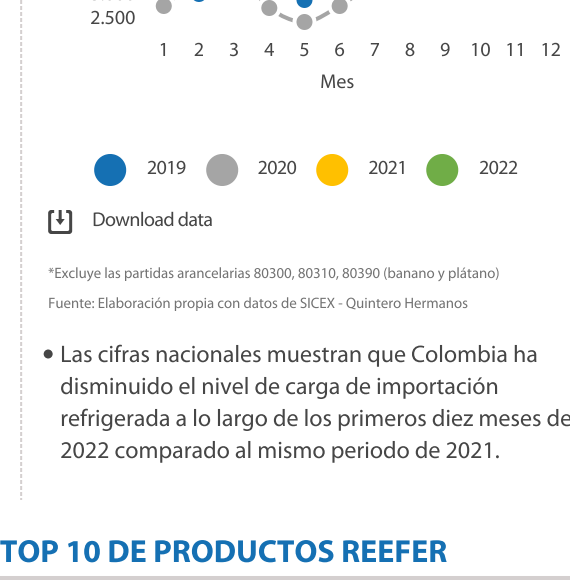 2.500
1 2 3 4 5 6 7 8 9 10 11 12
Mes
2019 2020 2021 2022
Download data
*Excluye las partidas arancelarias 80300, 80310, 80390 (banano y plátano)
Fuente: Elaboración propia con datos de SICEX - Quintero Hermanos
• Las cifras nacionales muestran que Colombia ha
disminuido el nivel de carga de importación
refrigerada a lo largo de los primeros diez meses de
2022 comparado al mismo periodo de 2021.
TOP 10 DE PRODUCTOS REEFER